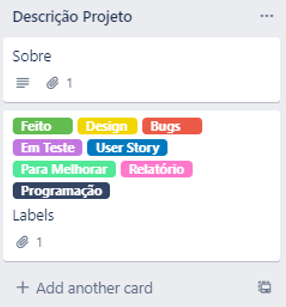 Descrição Projeto
Sobre
1
Feito Design Bugs
Em Teste User Story
Para Melhorar Relatório
Programação
Labels
1
+ Add another card